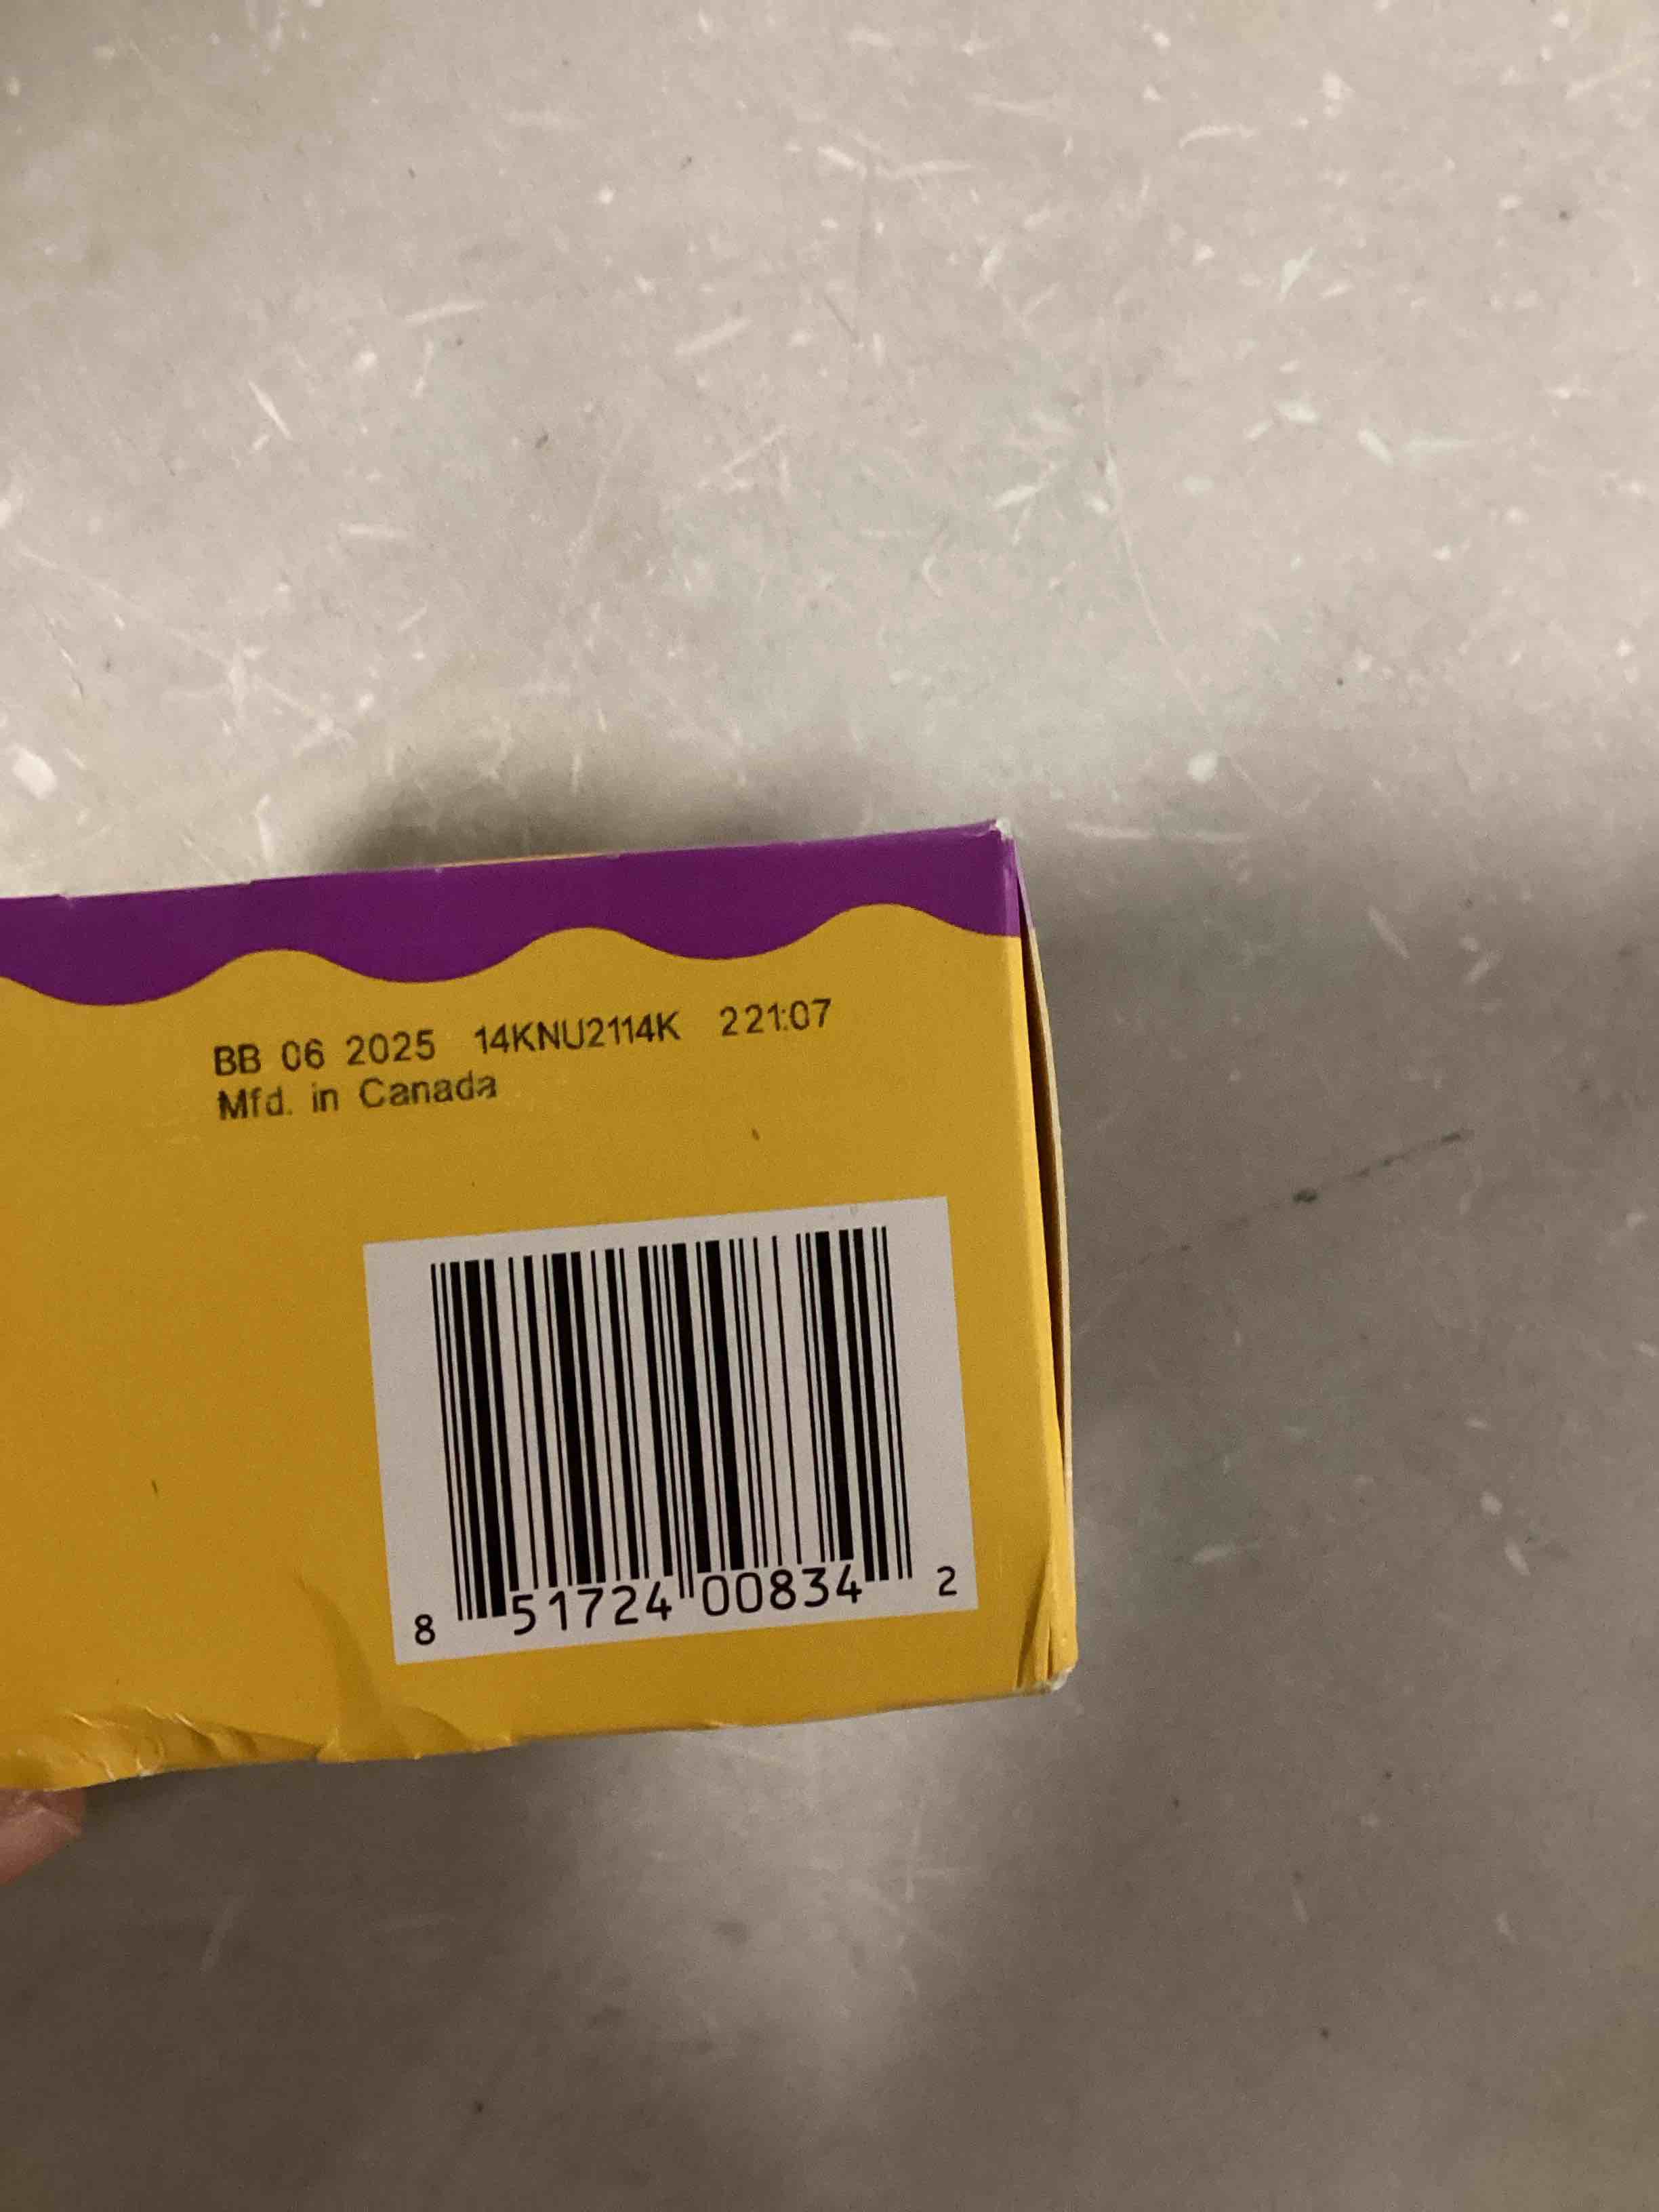 BB 06 2025 14KNU2114K 221:07
Mfd. in Canada
8 51724 00834 2